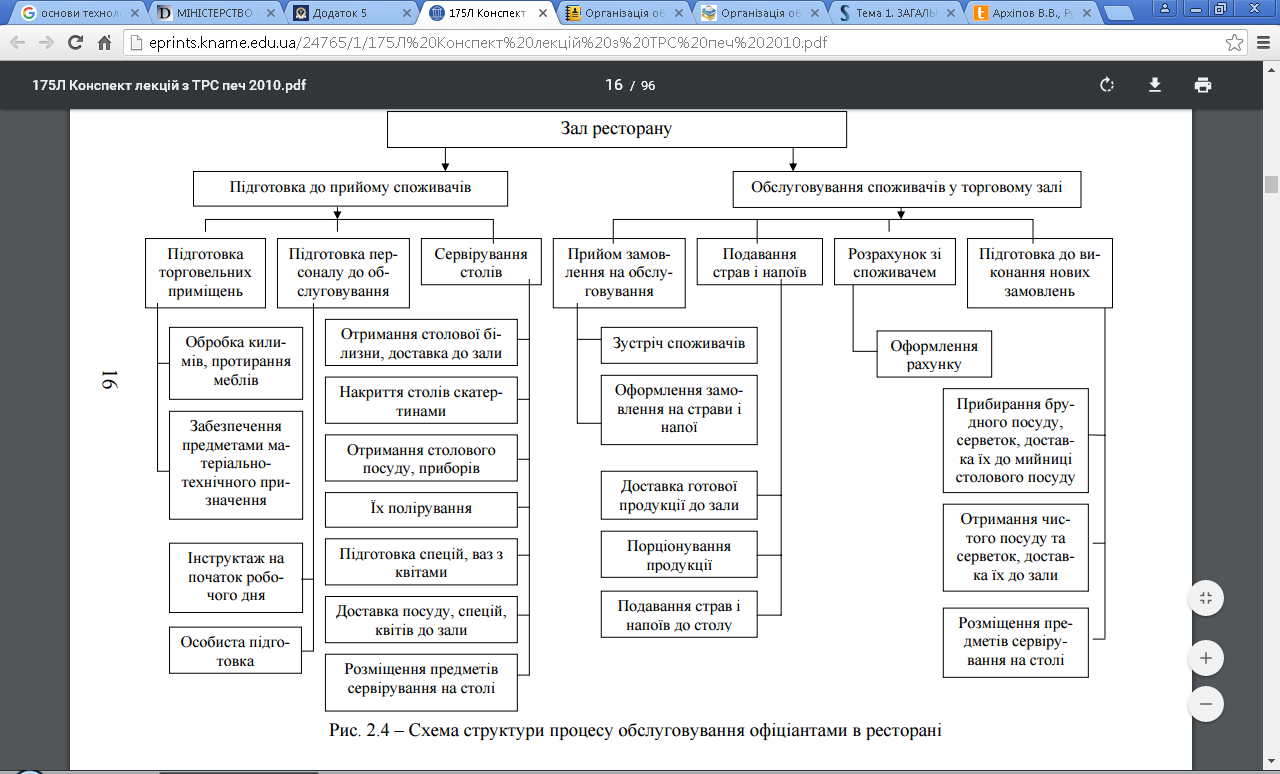 основи технол
МІНІСТЕРСТВО
Додаток 5
175Л Конспект
Організація об
Організація об
Тема 1. ЗАГАЛЬ
Архіпов В.В., Ру
eprints.kname.edu.ua/24765/1/175Л%20Конспект%20лекцій%20з%20ТРС%20печ%202010.pdf
175Л Конспект лекцій з ТРС печ 2010.pdf
16 / 96
Зал ресторану
Підготовка до прийому споживачів
Обслуговування споживачів у торговому залі
Підготовка
торговельних
приміщень
Підготовка пер-
соналу до об-
слуговування
Сервірування
столів
Прийом замов-
лення на обслу-
говування
Подавання
страв і напоїв
Розрахунок зі
споживачем
Підготовка до ви-
конання нових
замовлень
Обробка кили-
мів, протирання
меблів
Забезпечення
предметами ма-
теріально-
технічного при-
значення
Інструктаж на
початок робо-
чого дня
Особиста підго-
товка
Отримання столової бі-
лизни, доставка до зали
Накриття столів скатер-
тинами
Отримання столового
посуду, приборів
Їх полірування
Підготовка спецій, ваз з
квітами
Доставка посуду, спецій,
квітів до зали
Розміщення предметів
сервірування на столі
Зустріч споживачів
Оформлення замо-
влення на страви і
напої
Доставка готової
продукції до зали
Порціонування
продукції
Подавання страв і
напоїв до столу
Оформлення
рахунку
Прибирання бру-
дного посуду,
серветок, достав-
ка їх до мийниці
столового посуду
Отримання чис-
того посуду та
серветок, достав-
ка їх до зали
Розміщення пре-
дметів сервіру-
вання на столі
16
Рис. 2.4 – Схема структури процесу обслуговування офіціантами в ресторані